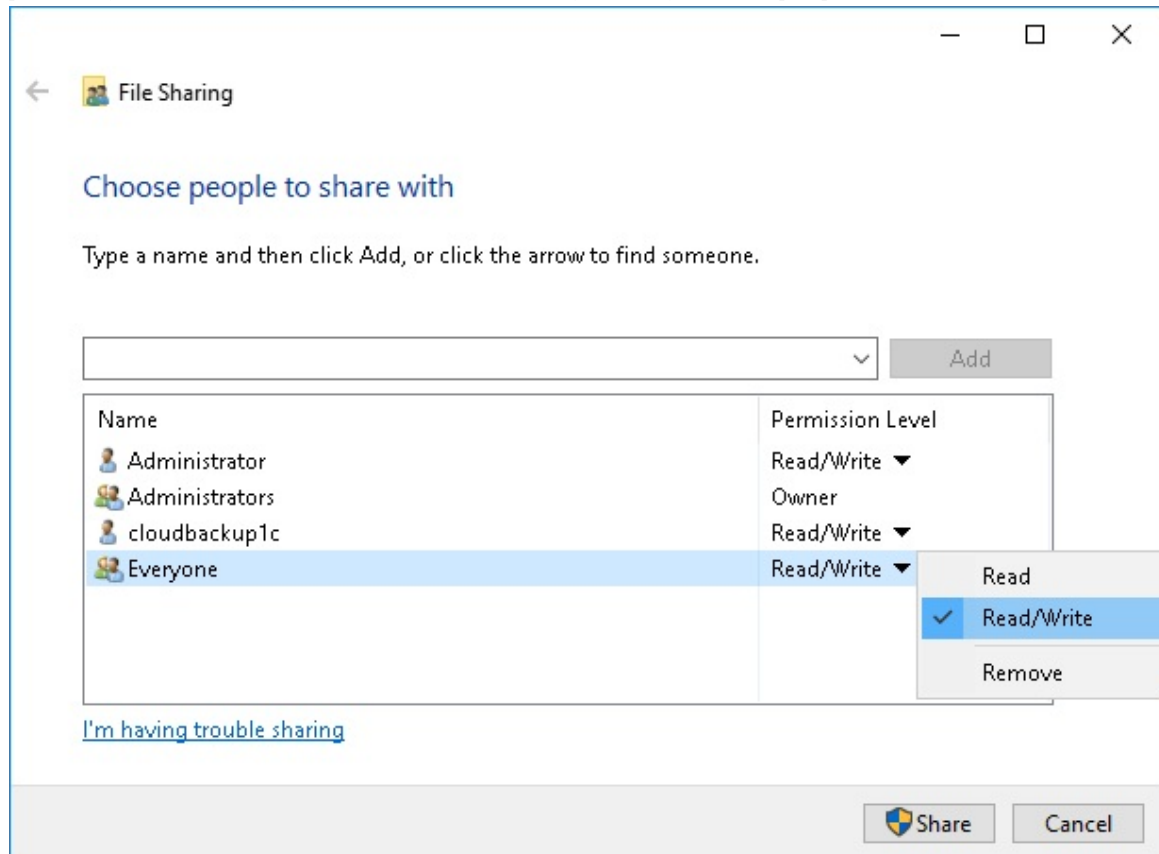 File Sharing
Choose people to share with
Type a name and then click Add, or click the arrow to find someone.
Add
Name Permission Level
Administrator Read/Write
Administrators Owner
cloudbackup1c Read/Write
Everyone Read/Write
Read
Read/Write
Remove
I'm having trouble sharing
Share Cancel